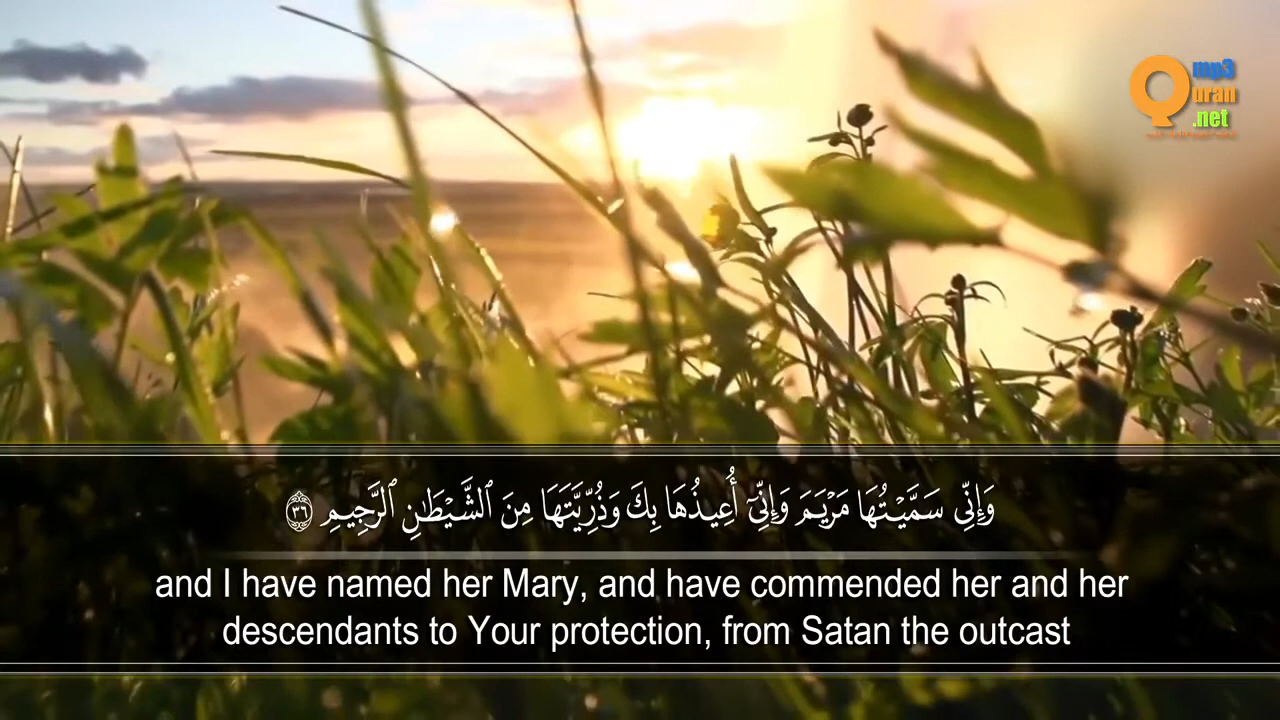 mp3
Quran
.net
وَإِنِّي سَمَّيْتُهَا مَرْيَمَ وَإِنِّيٓ أُعِيذُهَا بِكَ وَذُرِّيَّتَهَا مِنَ ٱلشَّيْطَٰنِ ٱلرَّجِيمِ ٣٦
and I have named her Mary, and have commended her and her
descendants to Your protection, from Satan the outcast